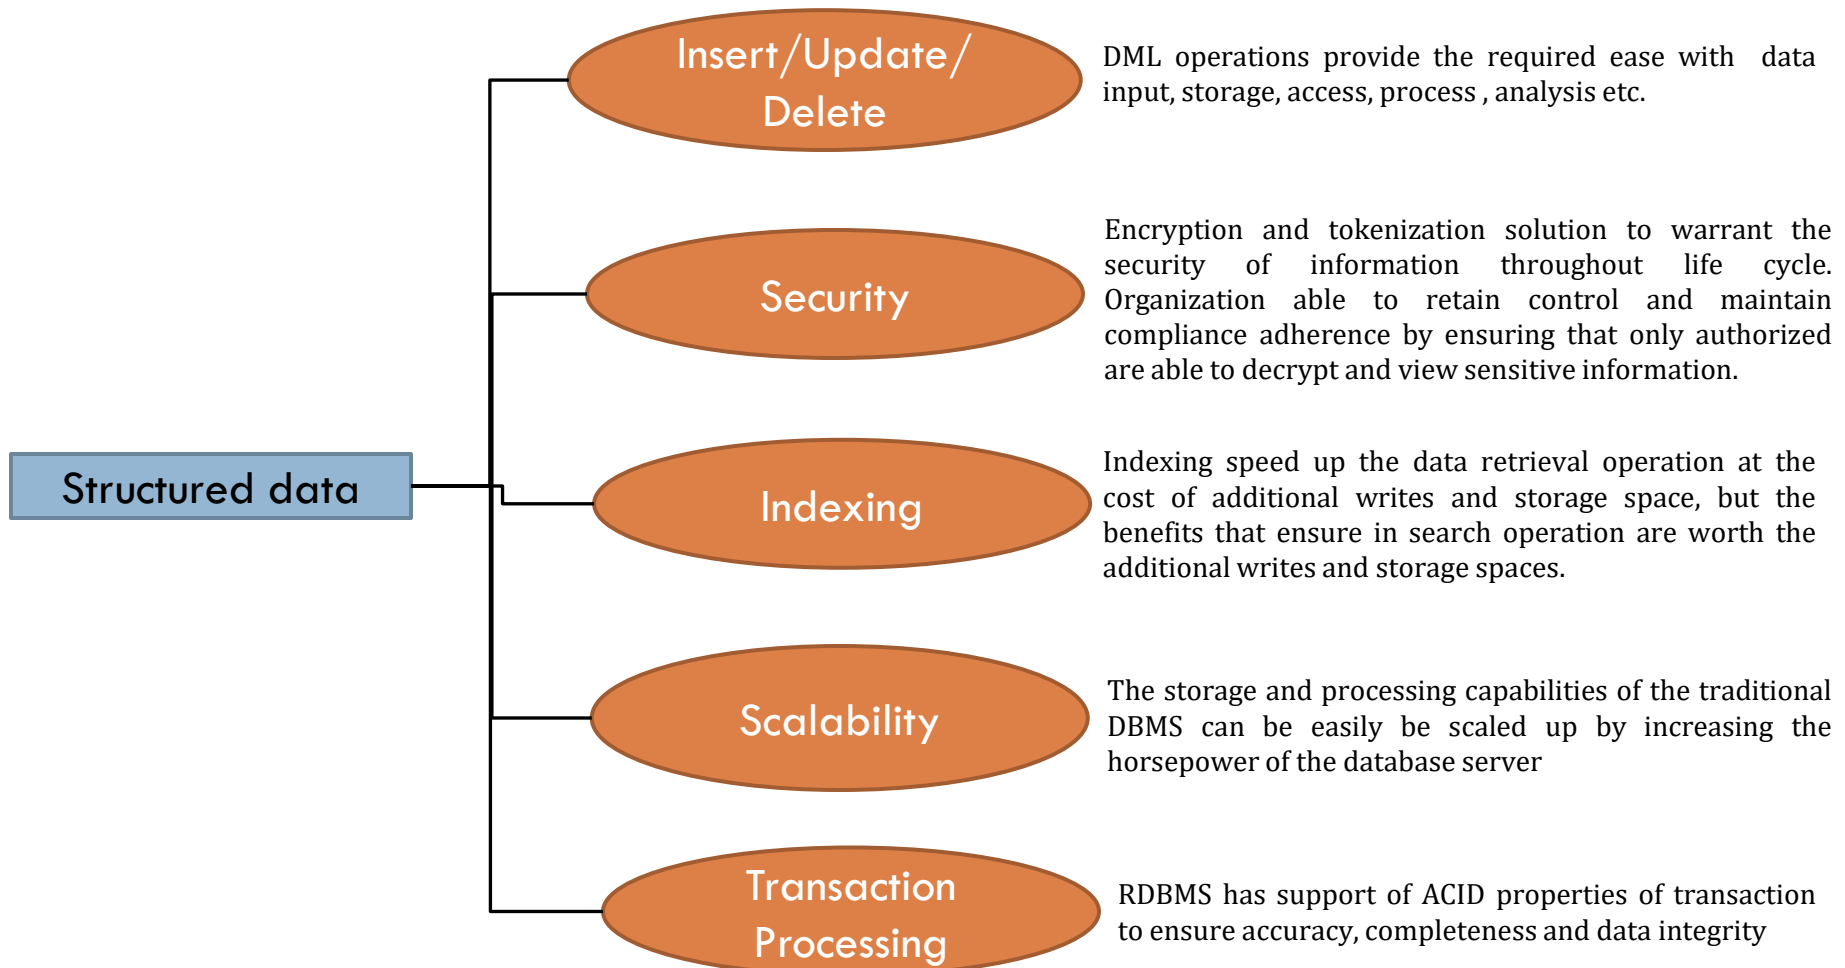 Insert/Update/
Delete
DML operations provide the required ease with data
input, storage, access, process , analysis etc.
Security
Encryption and tokenization solution to warrant the
security of information throughout life cycle.
Organization able to retain control and maintain
compliance adherence by ensuring that only authorized
are able to decrypt and view sensitive information.
Structured data
Indexing
Indexing speed up the data retrieval operation at the
cost of additional writes and storage space, but the
benefits that ensure in search operation are worth the
additional writes and storage spaces.
Scalability
The storage and processing capabilities of the traditional
DBMS can be easily be scaled up by increasing the
horsepower of the database server
Transaction
Processing
RDBMS has support of ACID properties of transaction
to ensure accuracy, completeness and data integrity